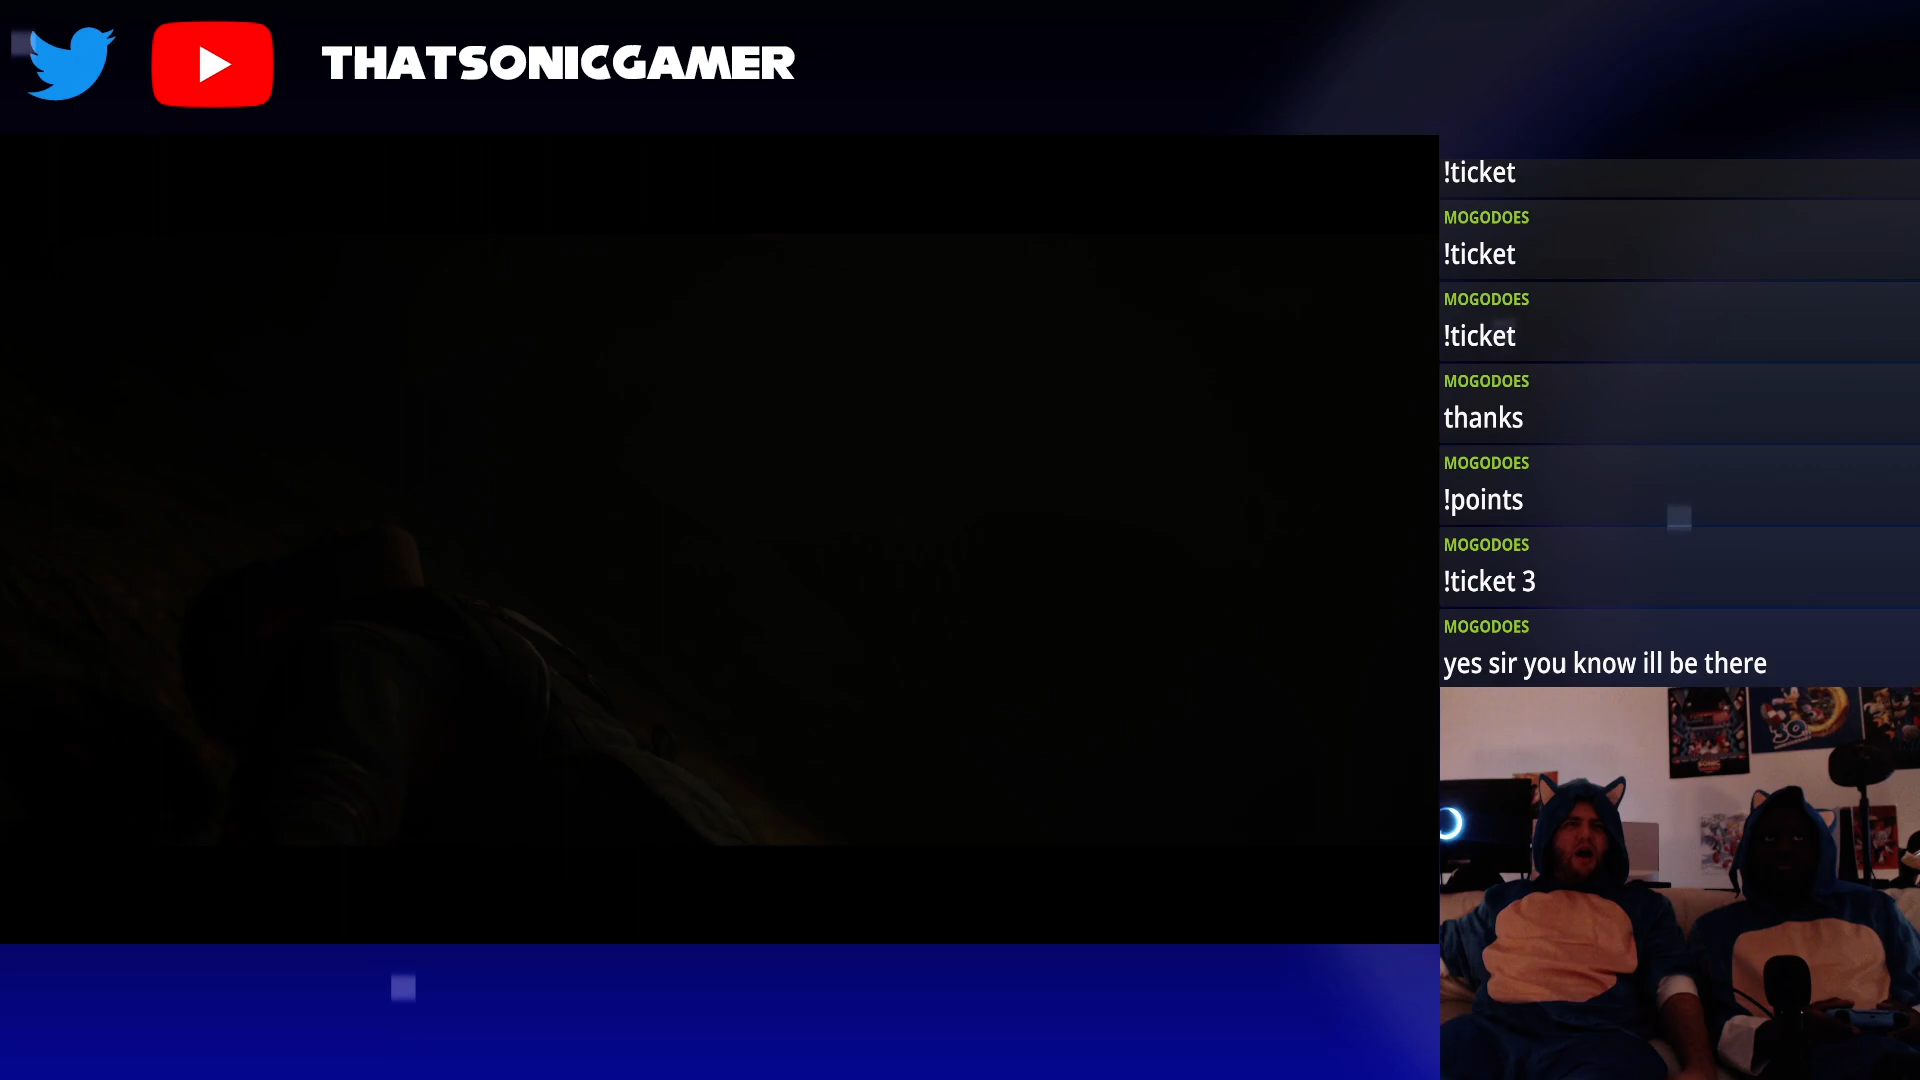 THATSONICGAMER
!ticket
MOGODOES
!ticket
MOGODOES
!ticket
MOGODOES
thanks
MOGODOES
!points
MOGODOES
!ticket 3
MOGODOES
yes sir you know ill be there
SONIC